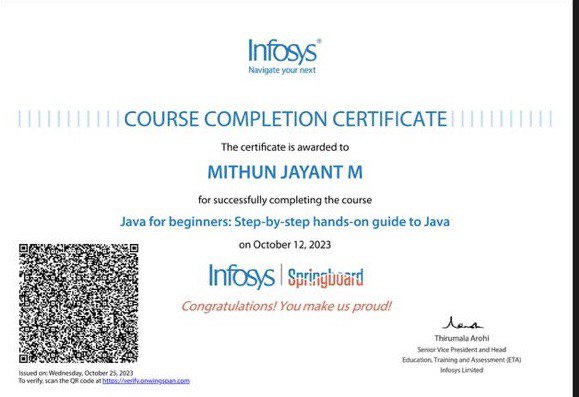 Infosys®
Navigate your next
COURSE COMPLETION CERTIFICATE
The certificate is awarded to
MITHUN JAYANT M
for successfully completing the course
Java for beginners: Step-by-step hands-on guide to Java
on October 12, 2023
Infosys | Springboard
Congratulations! You make us proud!
Thirumala Arohi
Senior Vice President and Head
Education, Training and Assessment (ETA)
Infosys Limited
Issued on: Wednesday, October 25, 2023
To verify, scan the QR code at https://verify.onwingspan.com